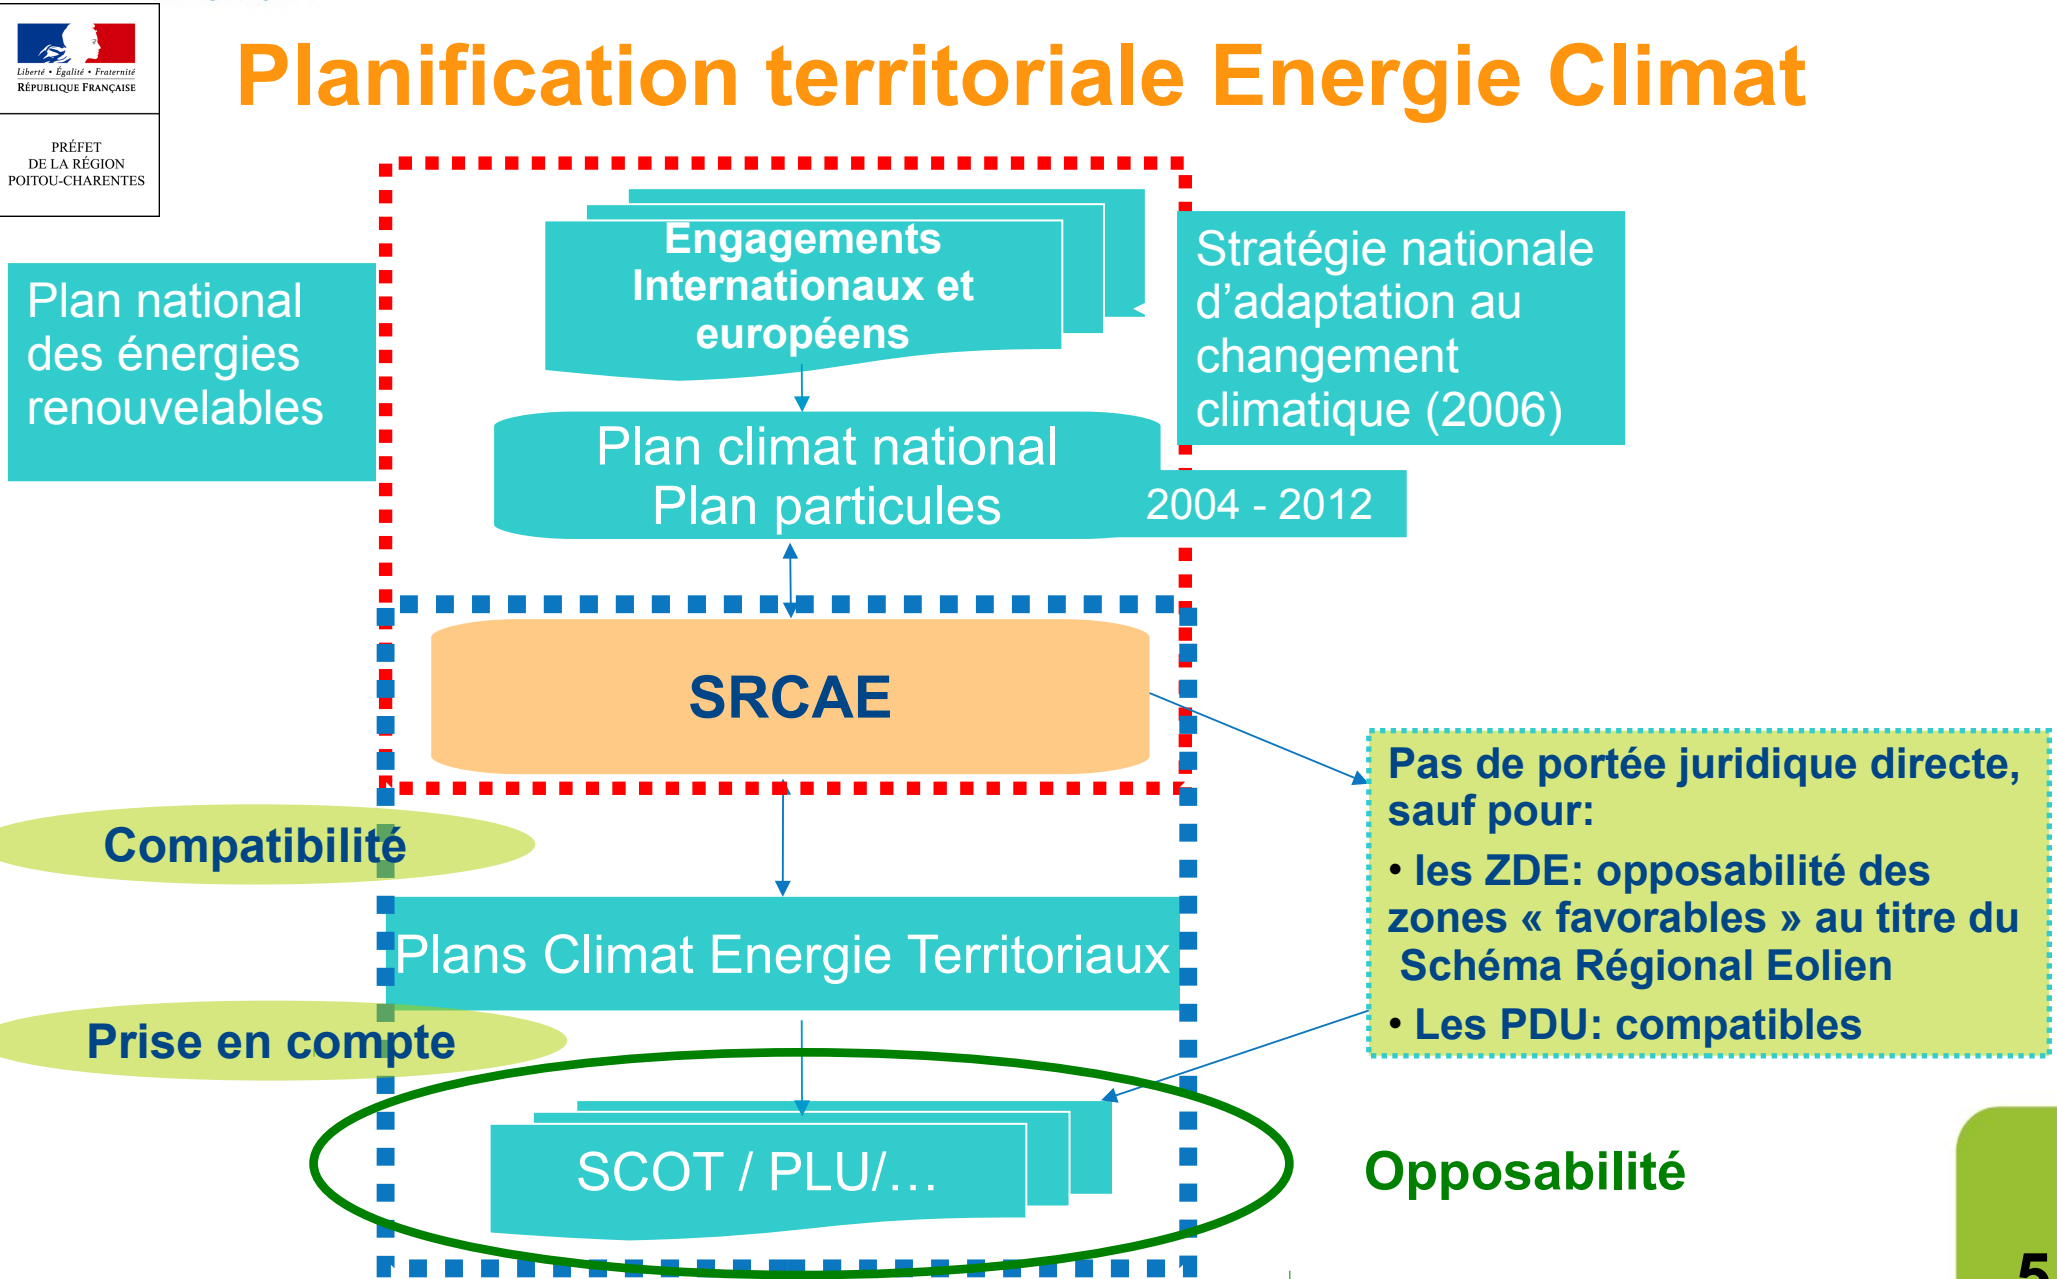 Liberté • Égalité • Fraternité
RÉPUBLIQUE FRANÇAISE
PRÉFET
DE LA RÉGION
POITOU-CHARENTES
Planification territoriale Energie Climat
Plan national
des énergies
renouvelables
Engagements
Internationaux et
européens
Stratégie nationale
d’adaptation au
changement
climatique (2006)
Plan climat national
Plan particules
2004 - 2012
SRCAE
Pas de portée juridique directe,
sauf pour:
• les ZDE: opposabilité des
zones « favorables » au titre du
Schéma Régional Eolien
• Les PDU: compatibles
Compatibilité
Plans Climat Energie Territoriaux
Prise en compte
SCOT / PLU/…
Opposabilité
5